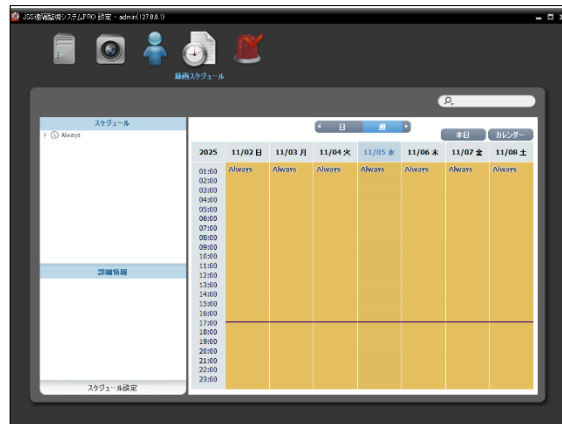 JSS遠隔監視システムPRO 設定 - admin(127.0.0.1)
録画スケジュール
スケジュール
Always
日 週
本日 カレンダー
2025 11/02 日 11/03 月 11/04 火 11/05 水 11/06 木 11/07 金 11/08 土
Always Always Always Always Always Always Always
01:00
02:00
03:00
04:00
05:00
06:00
07:00
08:00
09:00
10:00
11:00
12:00
13:00
14:00
15:00
16:00
17:00
18:00
19:00
20:00
21:00
22:00
23:00
詳細情報
スケジュール設定